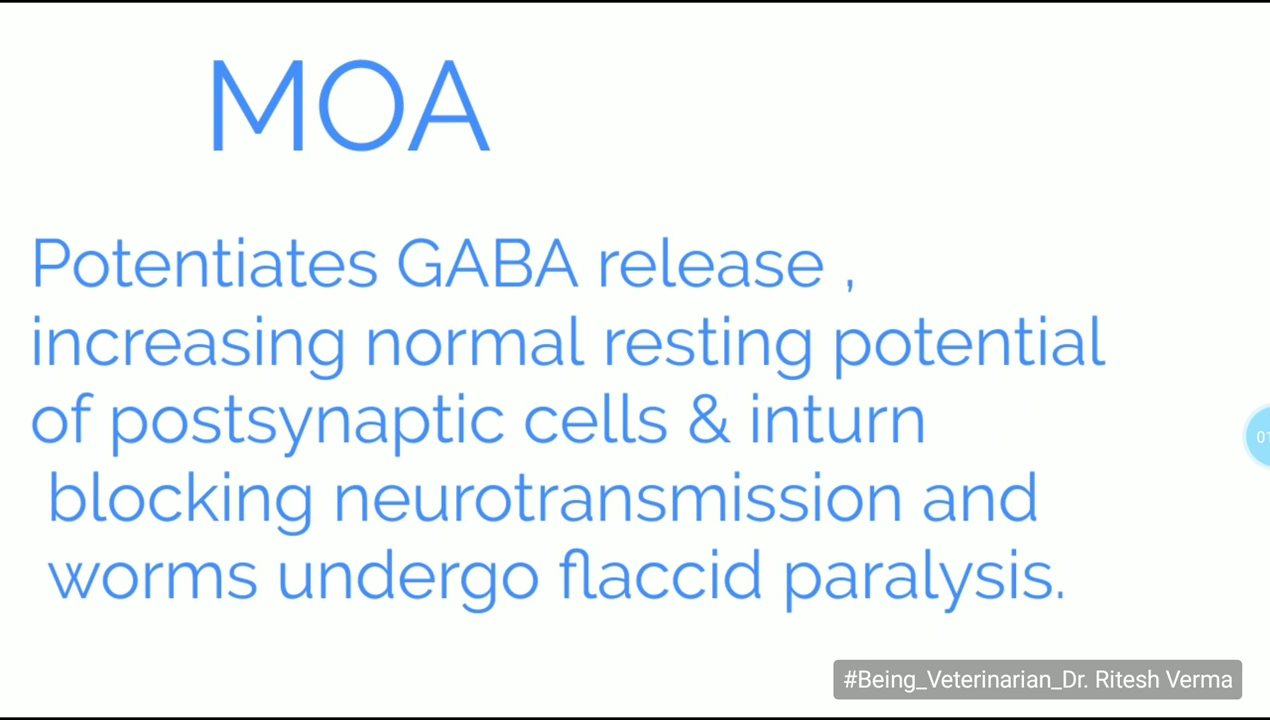 MOA
Potentiates GABA release ,
increasing normal resting potential
of postsynaptic cells & inturn
blocking neurotransmission and
worms undergo flaccid paralysis.
01
#Being_Veterinarian_Dr. Ritesh Verma